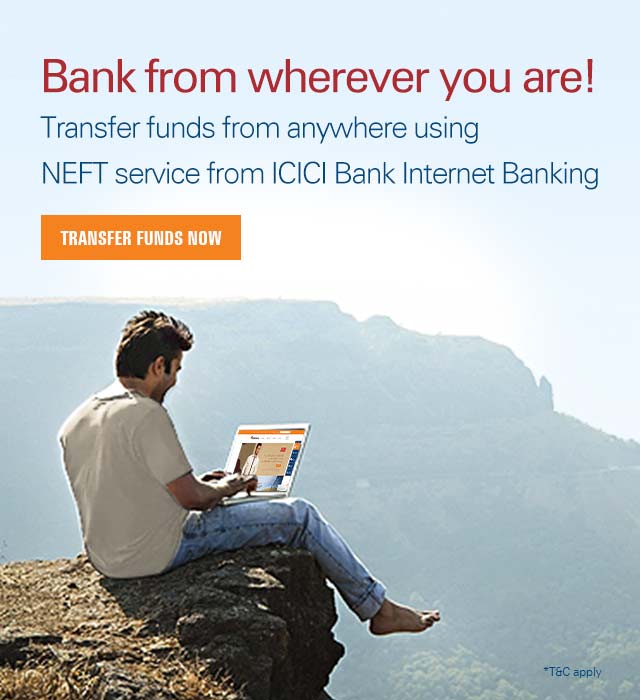 Bank from wherever you are!
Transfer funds from anywhere using
NEFT service from ICICI Bank Internet Banking
TRANSFER FUNDS NOW
*T&C apply